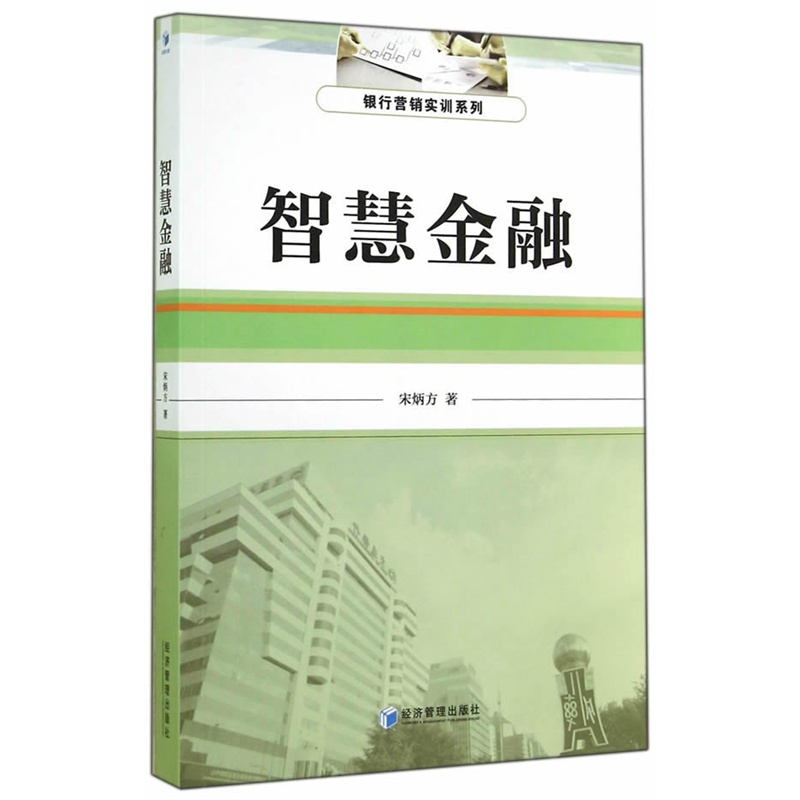 银行营销实训系列
智慧金融
宋炳方 著
经济管理出版社
智慧金融
宋炳方 著
经济管理出版社